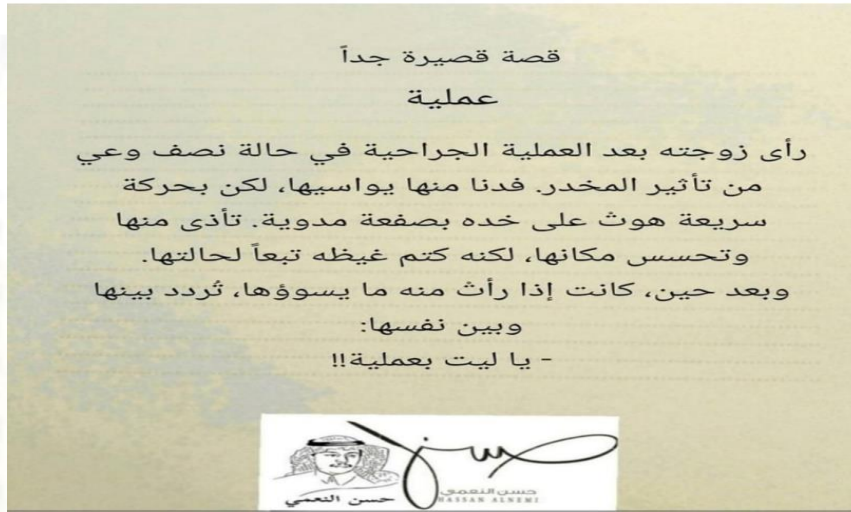 قصة قصيرة جداً
عملية
رأى زوجته بعد العملية الجراحية في حالة نصف وعي
من تأثير المخدر. فدنا منها يواسيها، لكن بحركة
سريعة هوث على خده بصفعة مدوية. تأذى منها
وتحسس مكانها، لكنه كتم غيظه تبعاً لحالتها.
وبعد حين، كانت إذا رأث منه ما يسوؤها، تُردد بينها
وبين نفسها:
- يا ليت بعملية!!
حسن النعمي
حسن النعمي
HASSAN ALNEMI